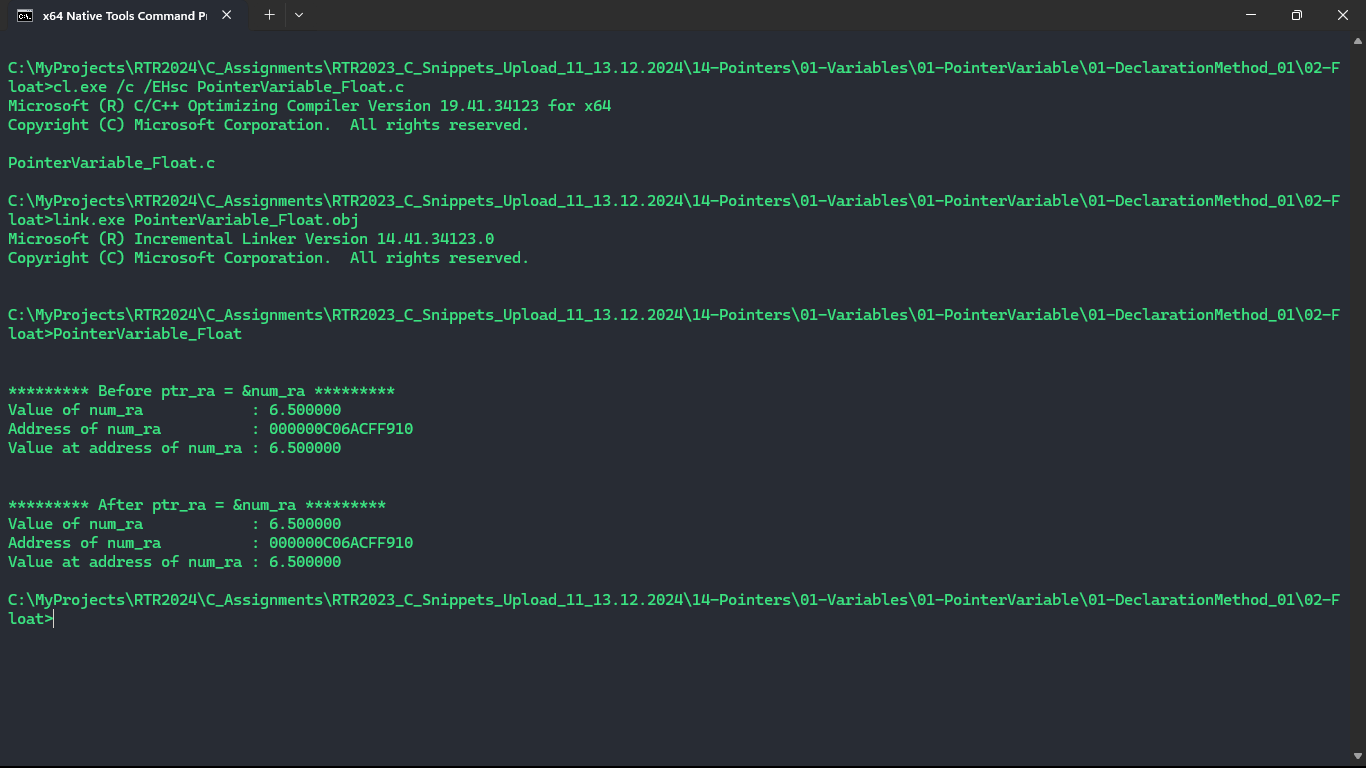 x64 Native Tools Command P
C:\MyProjects\RTR2024\C_Assignments\RTR2023_C_Snippets_Upload_11_13.12.2024\14-Pointers\01-Variables\01-PointerVariable\01-DeclarationMethod_01\02-F
loat>cl.exe /c /EHsc PointerVariable_Float.c
Microsoft (R) C/C++ Optimizing Compiler Version 19.41.34123 for x64
Copyright (C) Microsoft Corporation.  All rights reserved.
PointerVariable_Float.c
C:\MyProjects\RTR2024\C_Assignments\RTR2023_C_Snippets_Upload_11_13.12.2024\14-Pointers\01-Variables\01-PointerVariable\01-DeclarationMethod_01\02-F
loat>link.exe PointerVariable_Float.obj
Microsoft (R) Incremental Linker Version 14.41.34123.0
Copyright (C) Microsoft Corporation.  All rights reserved.
C:\MyProjects\RTR2024\C_Assignments\RTR2023_C_Snippets_Upload_11_13.12.2024\14-Pointers\01-Variables\01-PointerVariable\01-DeclarationMethod_01\02-F
loat>PointerVariable_Float
********* Before ptr_ra = &num_ra *********
Value of num_ra            : 6.500000
Address of num_ra          : 000000C06ACFF910
Value at address of num_ra : 6.500000
********* After ptr_ra = &num_ra *********
Value of num_ra            : 6.500000
Address of num_ra          : 000000C06ACFF910
Value at address of num_ra : 6.500000
C:\MyProjects\RTR2024\C_Assignments\RTR2023_C_Snippets_Upload_11_13.12.2024\14-Pointers\01-Variables\01-PointerVariable\01-DeclarationMethod_01\02-F
loat>